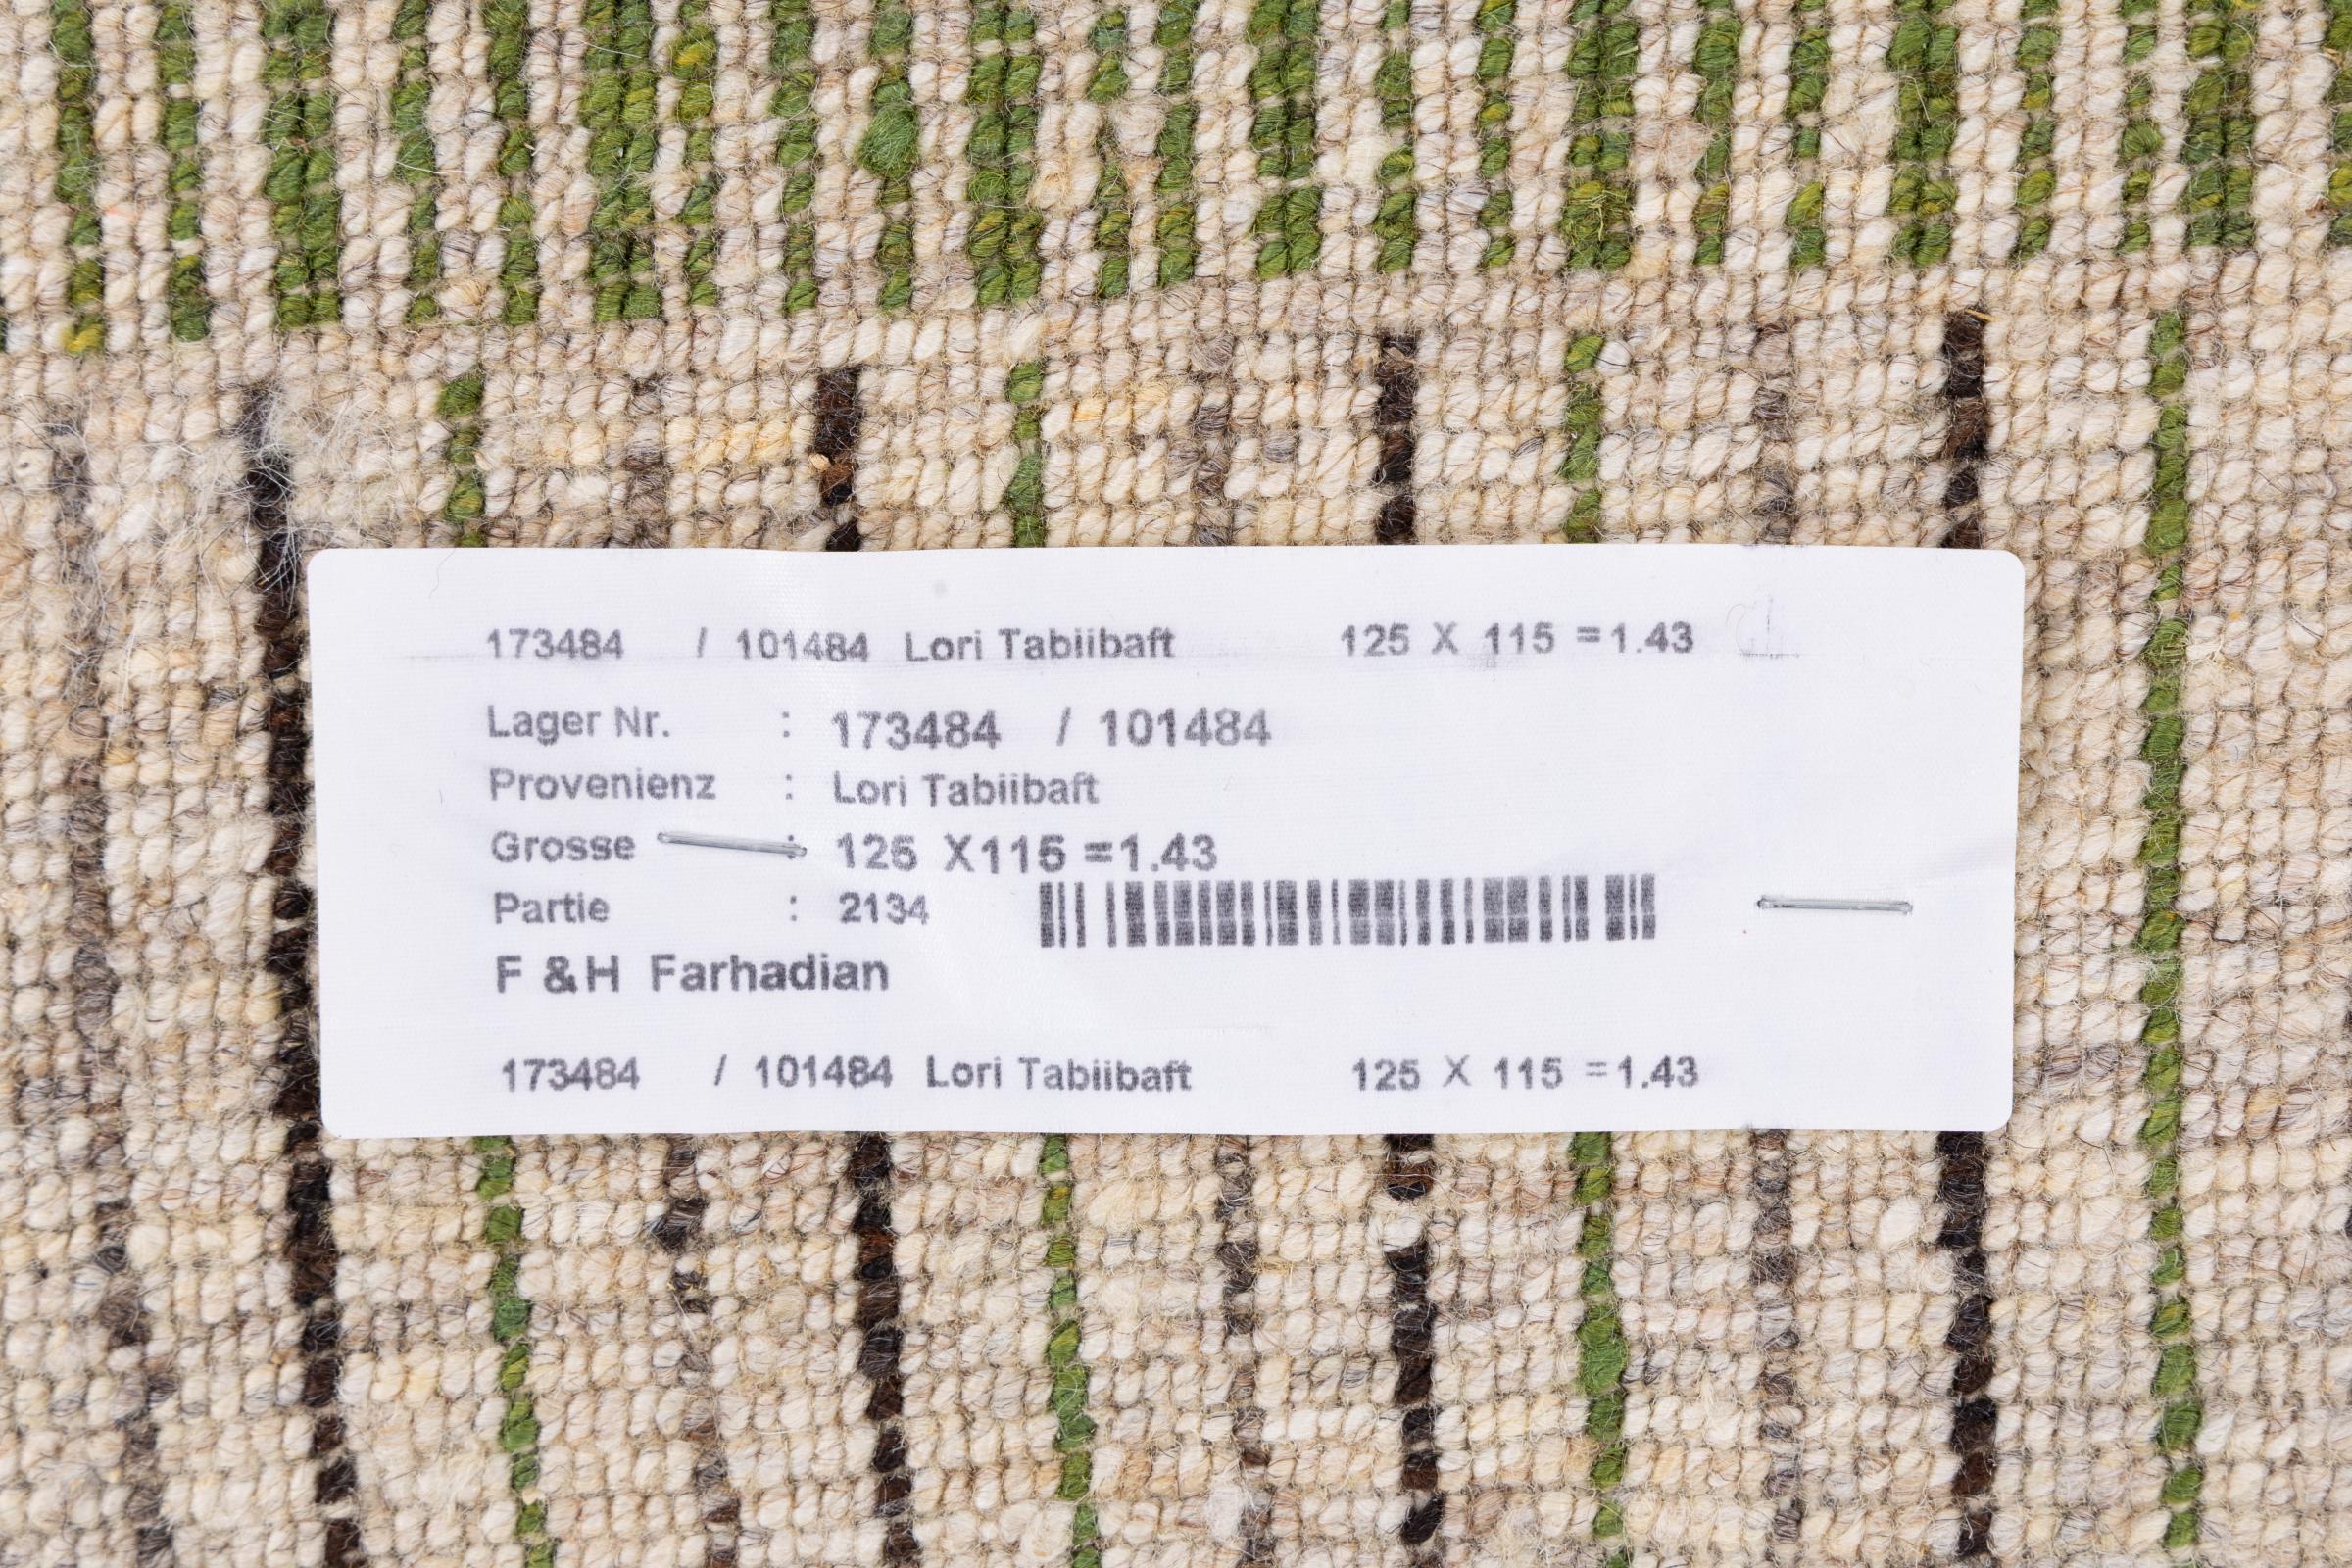 173484 / 101484 Lori Tabiibaft 125 X 115 =1.43
Lager Nr. : 173484 / 101484
Provenienz : Lori Tabiibaft
Grosse : 125 X115 =1.43
Partie : 2134
F &H Farhadian
173484 / 101484 Lori Tabiibaft 125 X 115 =1.43